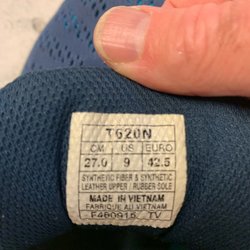 T620N
CM US EURO
27.0 9 42.5
SYNTHETIC FIBER & SYNTHETIC
LEATHER UPPER / RUBBER SOLE
MADE IN VIETNAM
FABRIQUE AU VIETNAM
F460915 TV